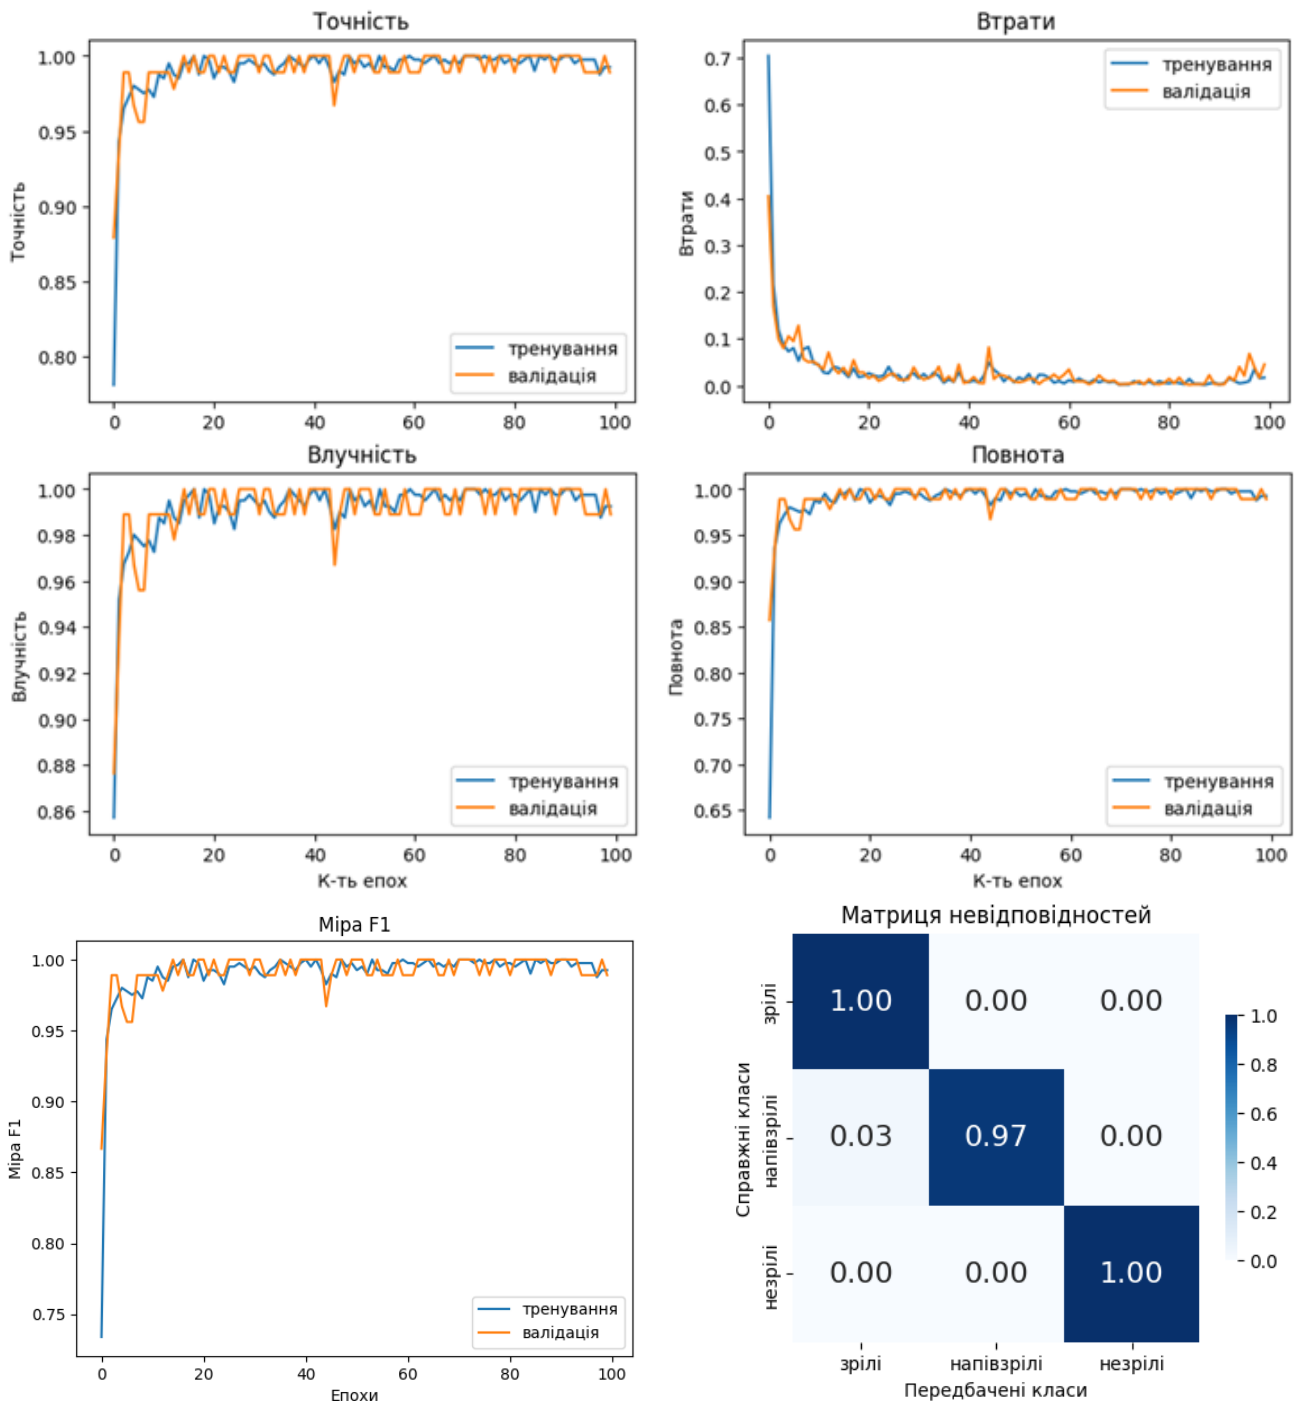 Точність
1.00
0.95
0.90
0.85
0.80
Точність
тренування
валідація
0 20 40 60 80 100
Втрати
0.7
0.6
0.5
0.4
0.3
0.2
0.1
0.0
Втрати
тренування
валідація
0 20 40 60 80 100
Влучність
1.00
0.98
0.96
0.94
0.92
0.90
0.88
0.86
Влучність
тренування
валідація
0 20 40 60 80 100
К-ть епох
Повнота
1.00
0.95
0.90
0.85
0.80
0.75
0.70
0.65
Повнота
тренування
валідація
0 20 40 60 80 100
К-ть епох
Міра F1
1.00
0.95
0.90
0.85
0.80
0.75
Міра F1
тренування
валідація
0 20 40 60 80 100
Епохи
Матриця невідповідностей
Справжні класи
зрілі
1.00 0.00 0.00
напівзрілі
0.03 0.97 0.00
незрілі
0.00 0.00 1.00
зрілі напівзрілі незрілі
Передбачені класи
1.0
0.8
0.6
0.4
0.2
0.0